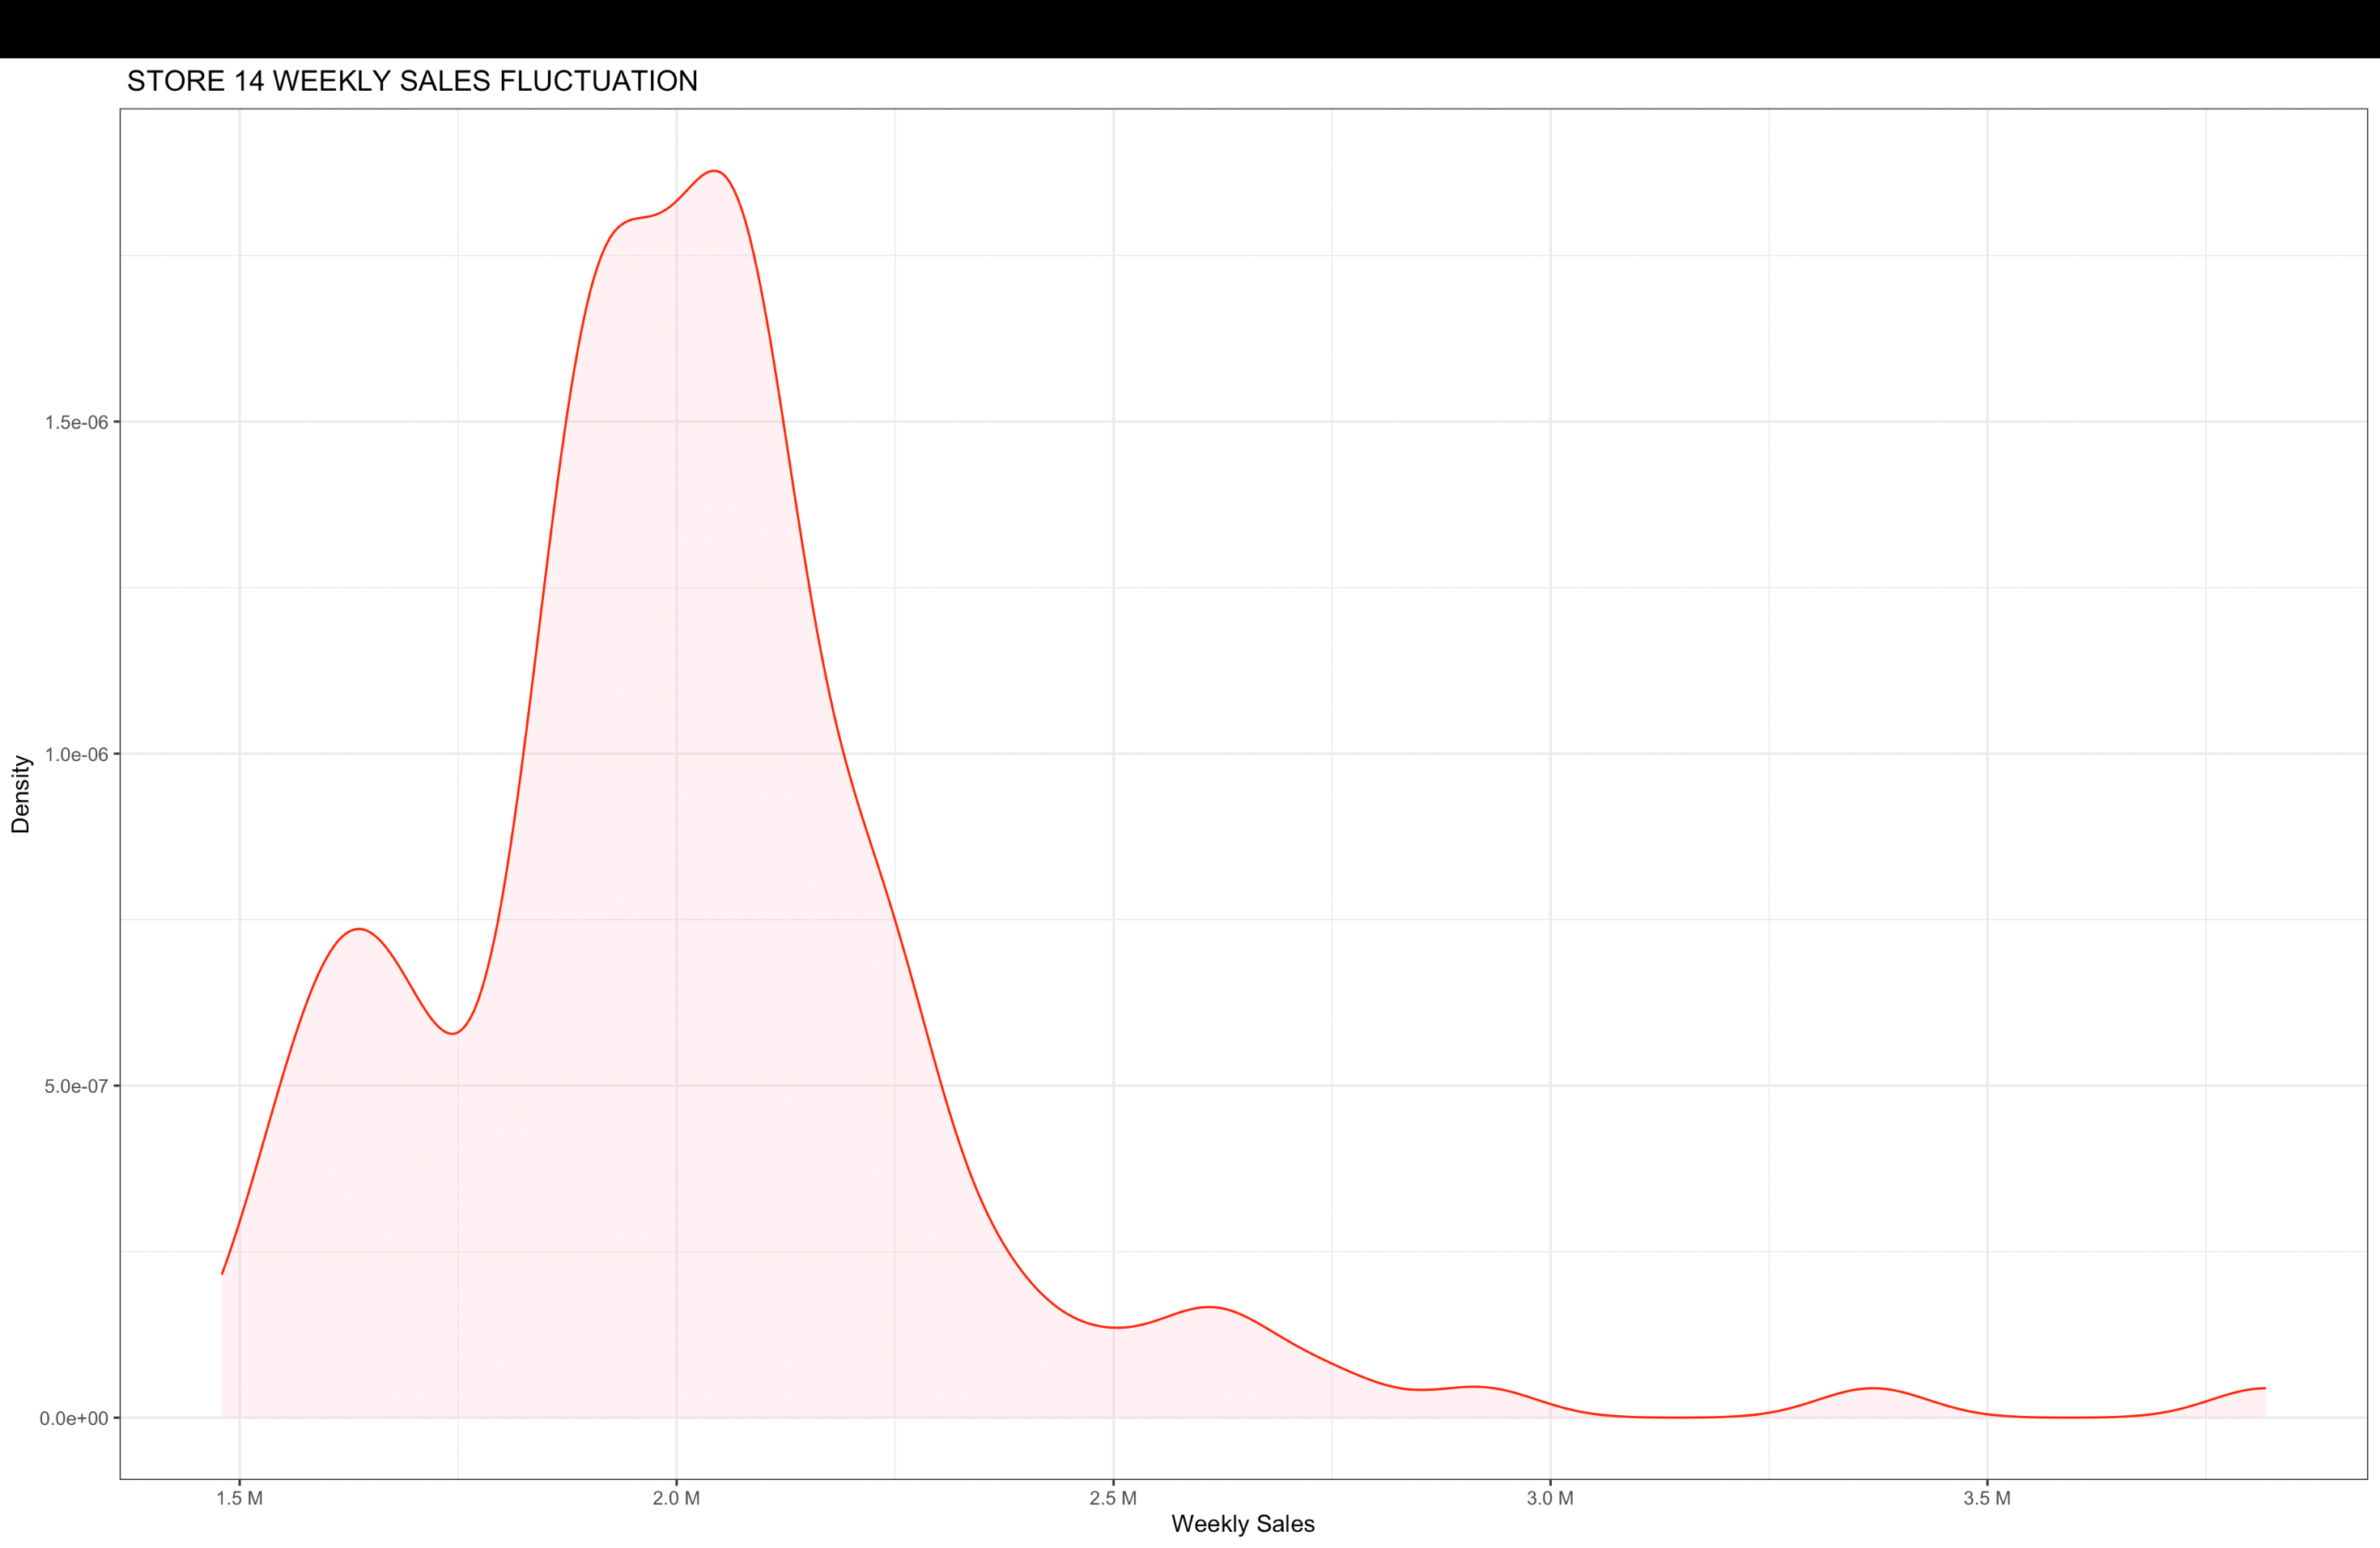 STORE 14 WEEKLY SALES FLUCTUATION
1.5e-06
1.0e-06
Density
5.0e-07
0.0e+00
1.5 M 2.0 M 2.5 M 3.0 M 3.5 M
Weekly Sales